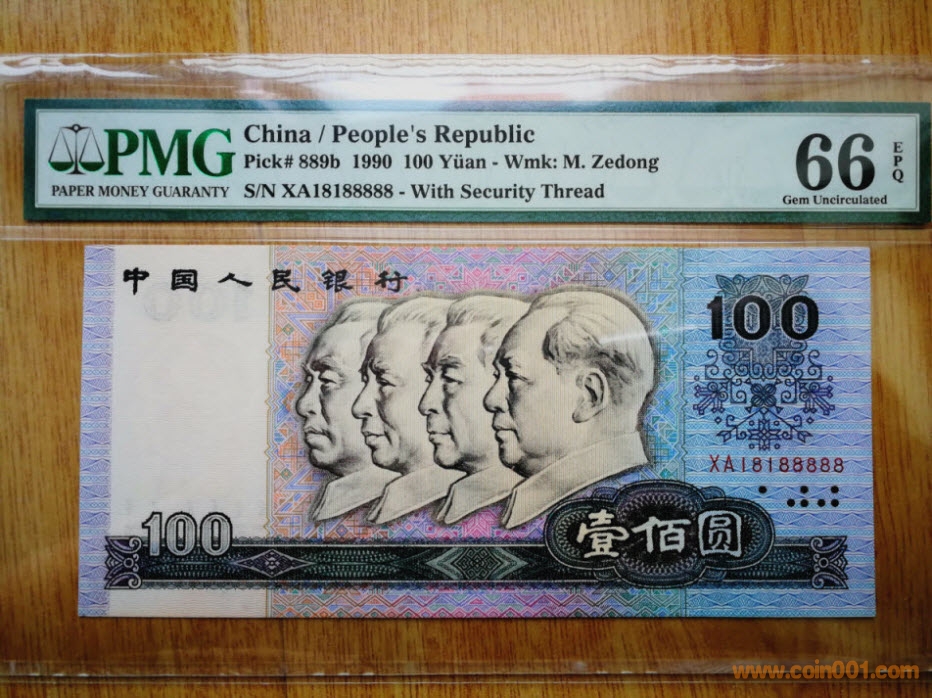 PMG
PAPER MONEY GUARANTY
China / People's Republic
Pick# 889b 1990 100 Yüan - Wmk: M. Zedong
S/N XA18188888 - With Security Thread
66
EPQ
Gem Uncirculated
中国人民银行
100
XA18188888
100
壹佰圆
www.coin001.com